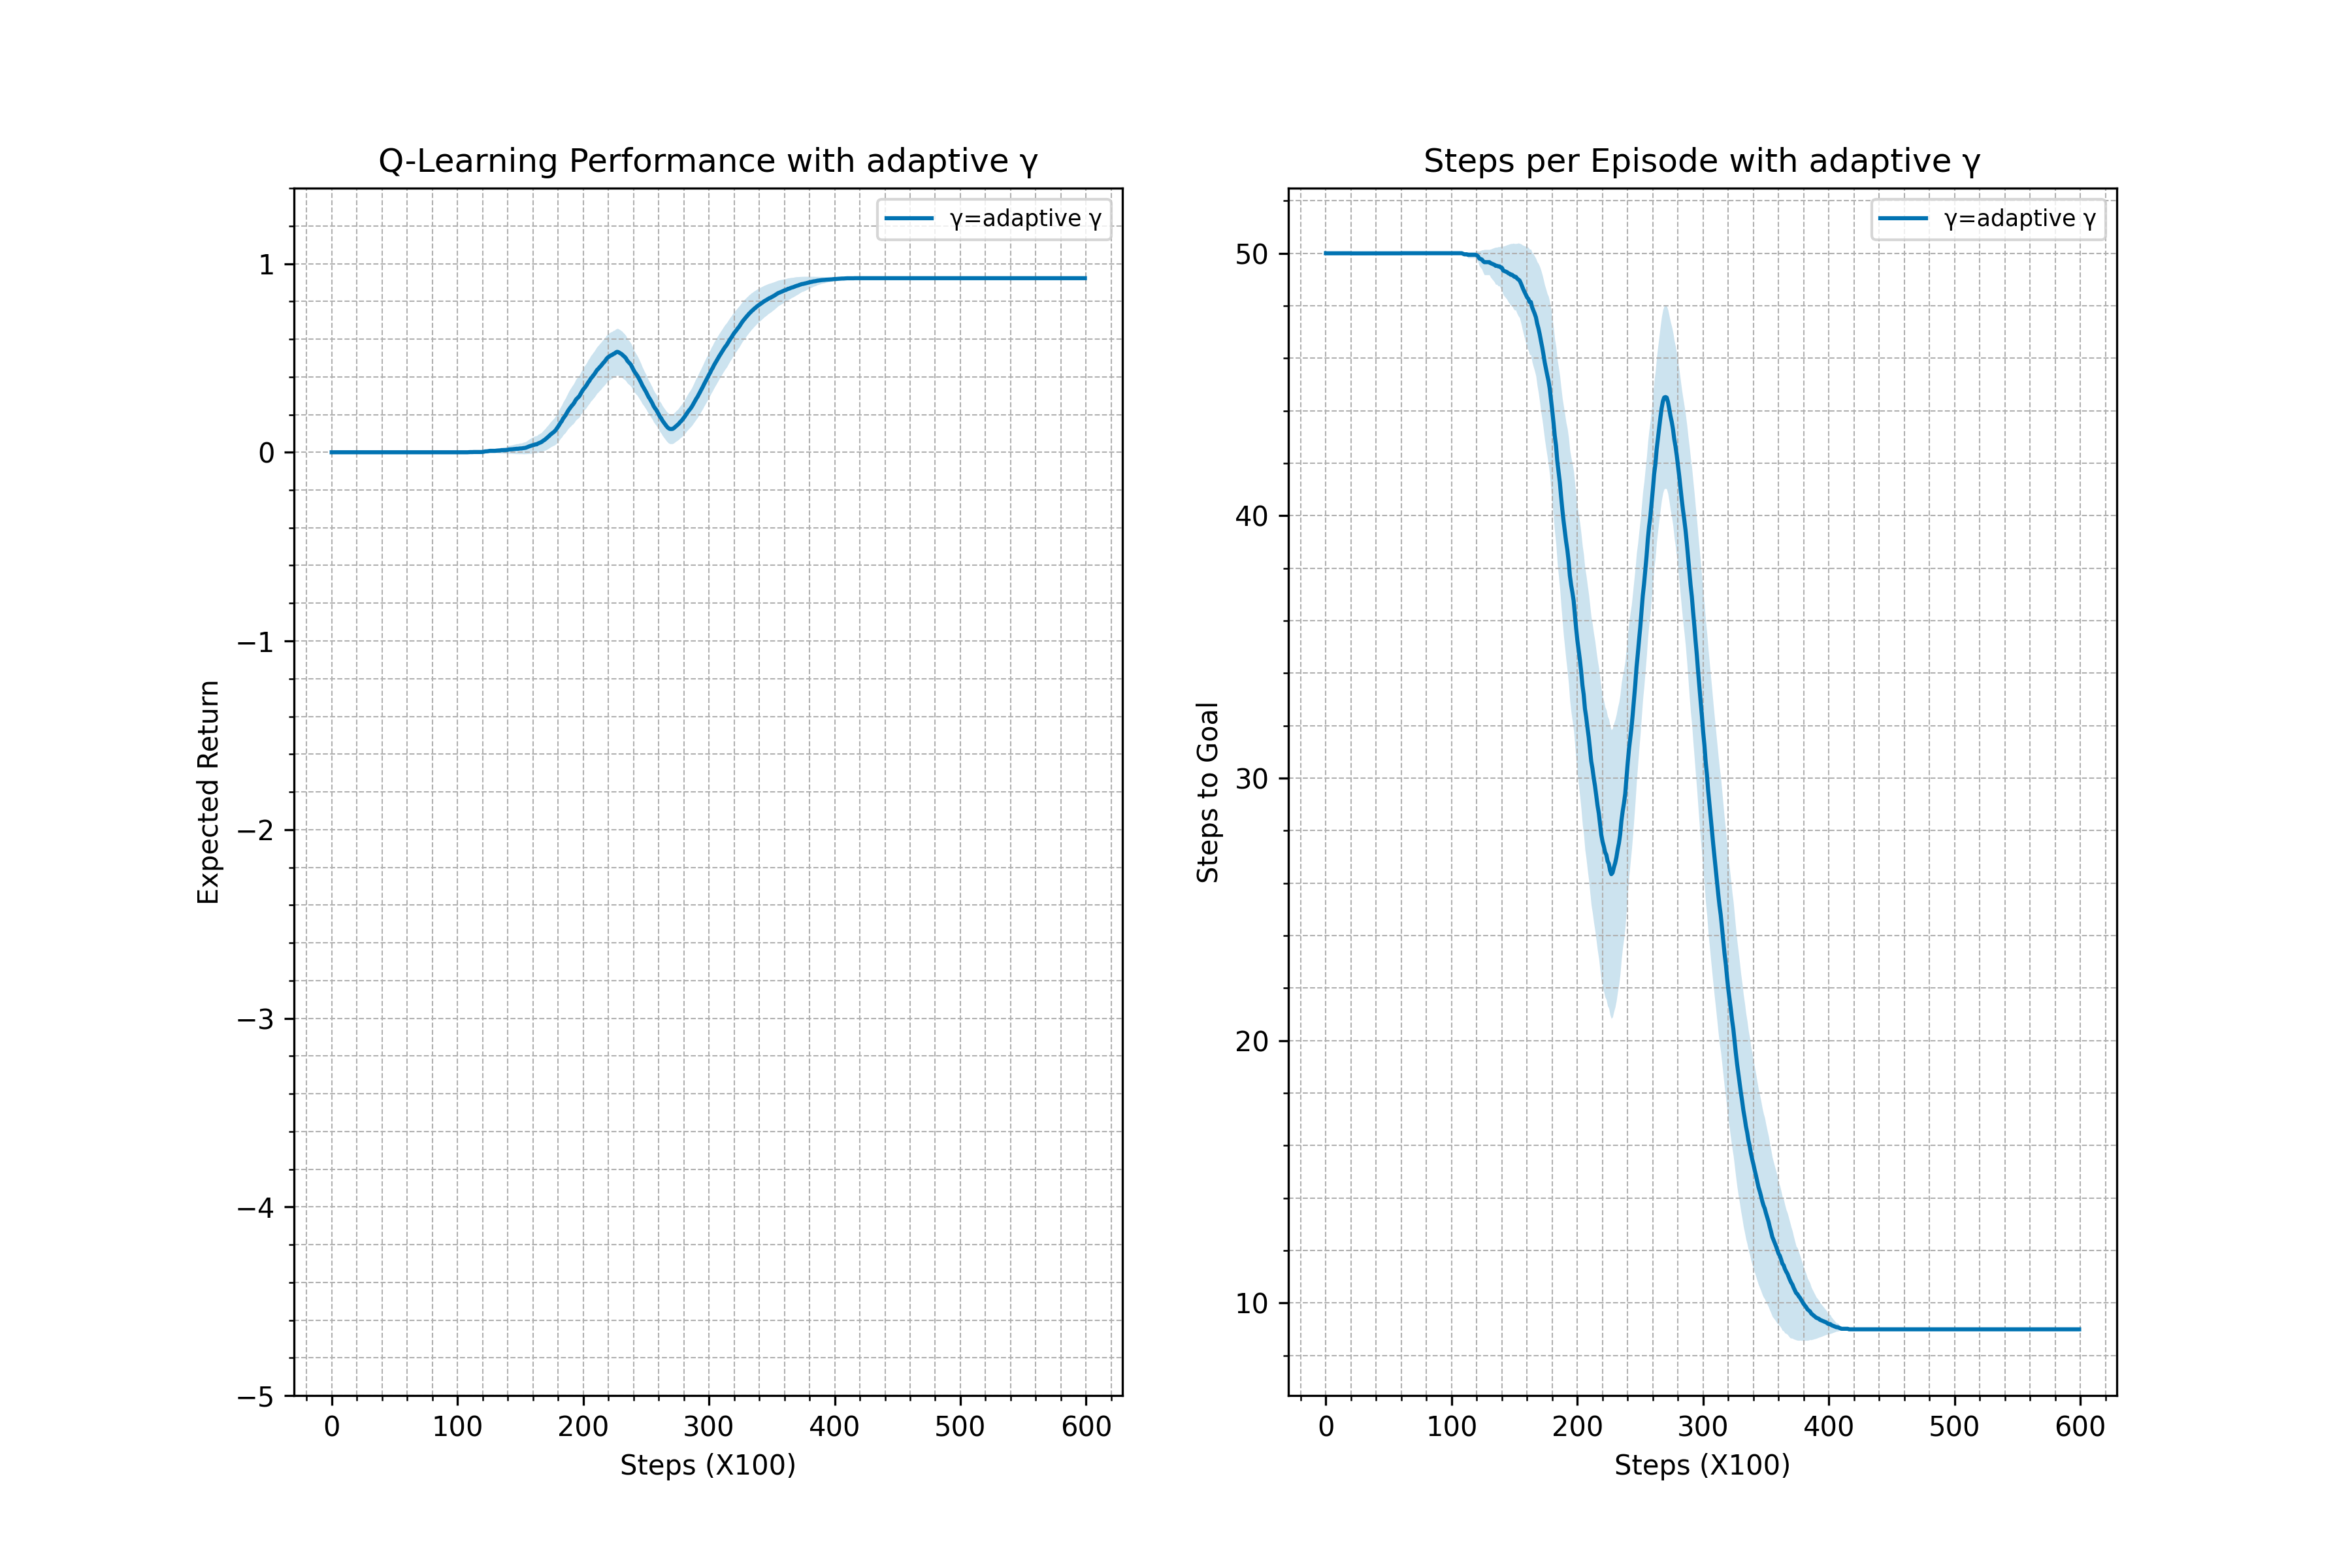 Q-Learning Performance with adaptive γ
γ=adaptive γ
1
0
−1
−2
−3
−4
−5
Expected Return
0 100 200 300 400 500 600
Steps (X100)
Steps per Episode with adaptive γ
γ=adaptive γ
50
40
30
20
10
Steps to Goal
0 100 200 300 400 500 600
Steps (X100)